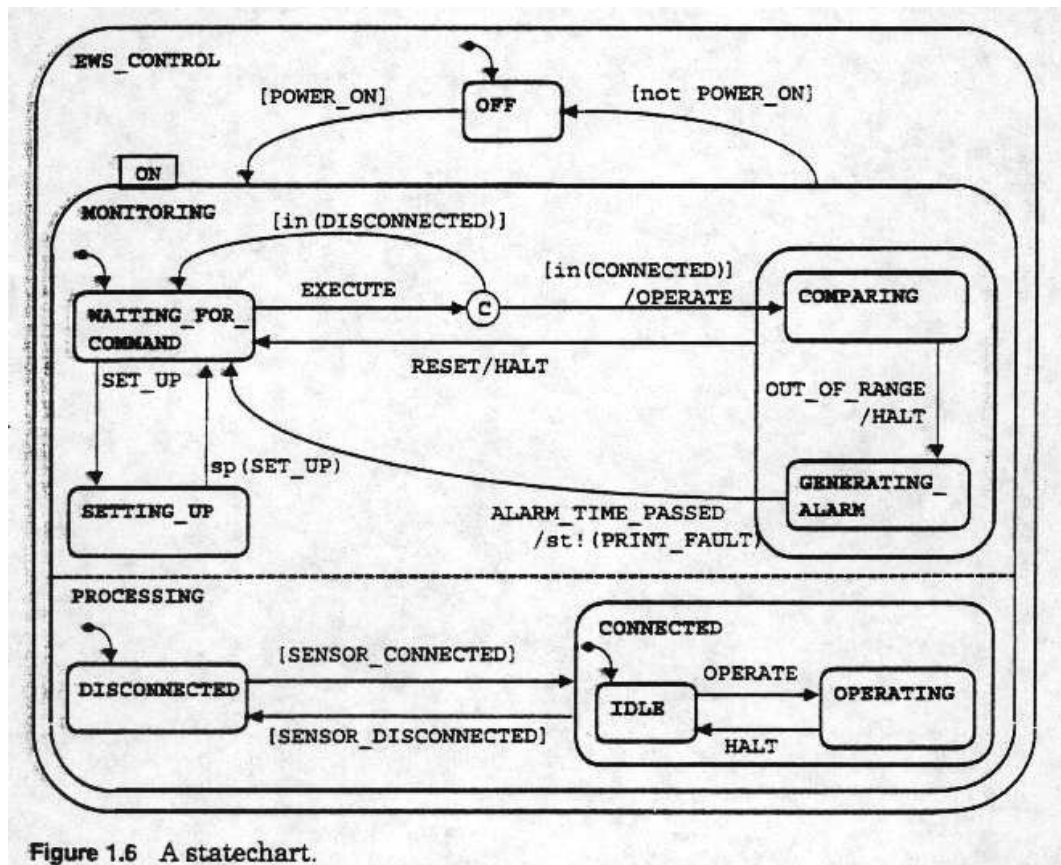 EWS_CONTROL
[POWER_ON]
OFF
[not POWER_ON]
ON
MONITORING
[in(DISCONNECTED)]
EXECUTE
C
[in(CONNECTED)]
/OPERATE
COMPARING
WAITING_FOR_
COMMAND
RESET/HALT
SET_UP
OUT_OF_RANGE
/HALT
sp(SET_UP)
SETTING_UP
GENERATING_
ALARM
ALARM_TIME_PASSED
/st!(PRINT_FAULT)
PROCESSING
CONNECTED
[SENSOR_CONNECTED]
DISCONNECTED
OPERATE
IDLE
OPERATING
[SENSOR_DISCONNECTED]
HALT
Figure 1.6 A statechart.